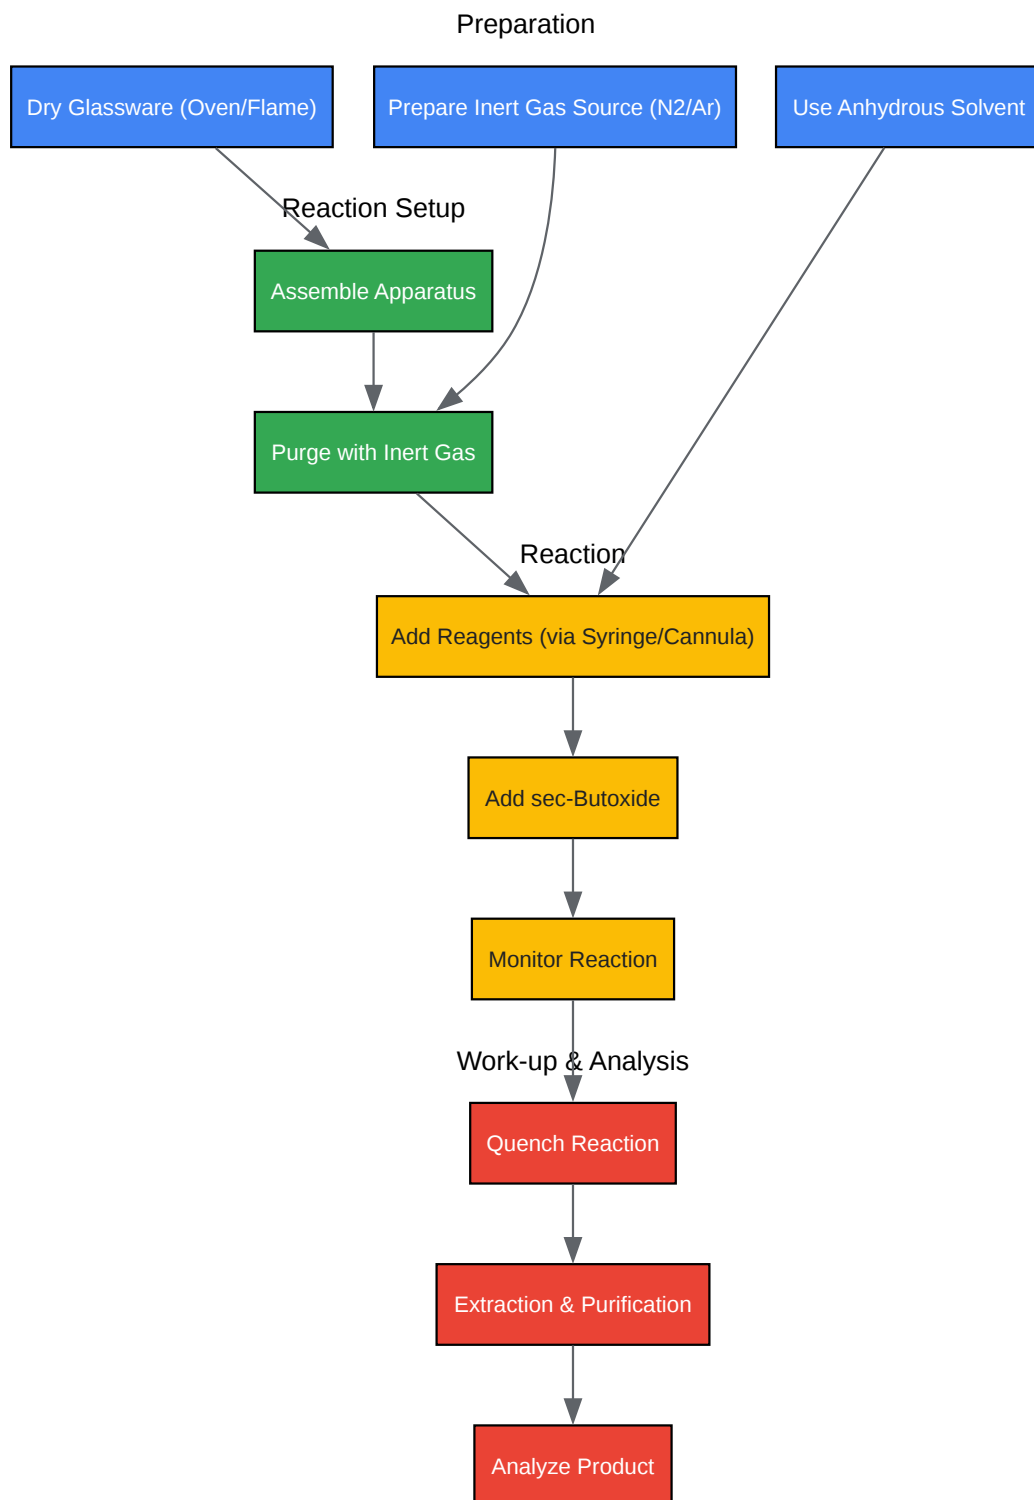 Preparation
Dry Glassware (Oven/Flame)
Prepare Inert Gas Source (N2/Ar)
Use Anhydrous Solvent
Reaction Setup
Assemble Apparatus
Purge with Inert Gas
Reaction
Add Reagents (via Syringe/Cannula)
Add sec-Butoxide
Monitor Reaction
Work-up & Analysis
Quench Reaction
Extraction & Purification
Analyze Product